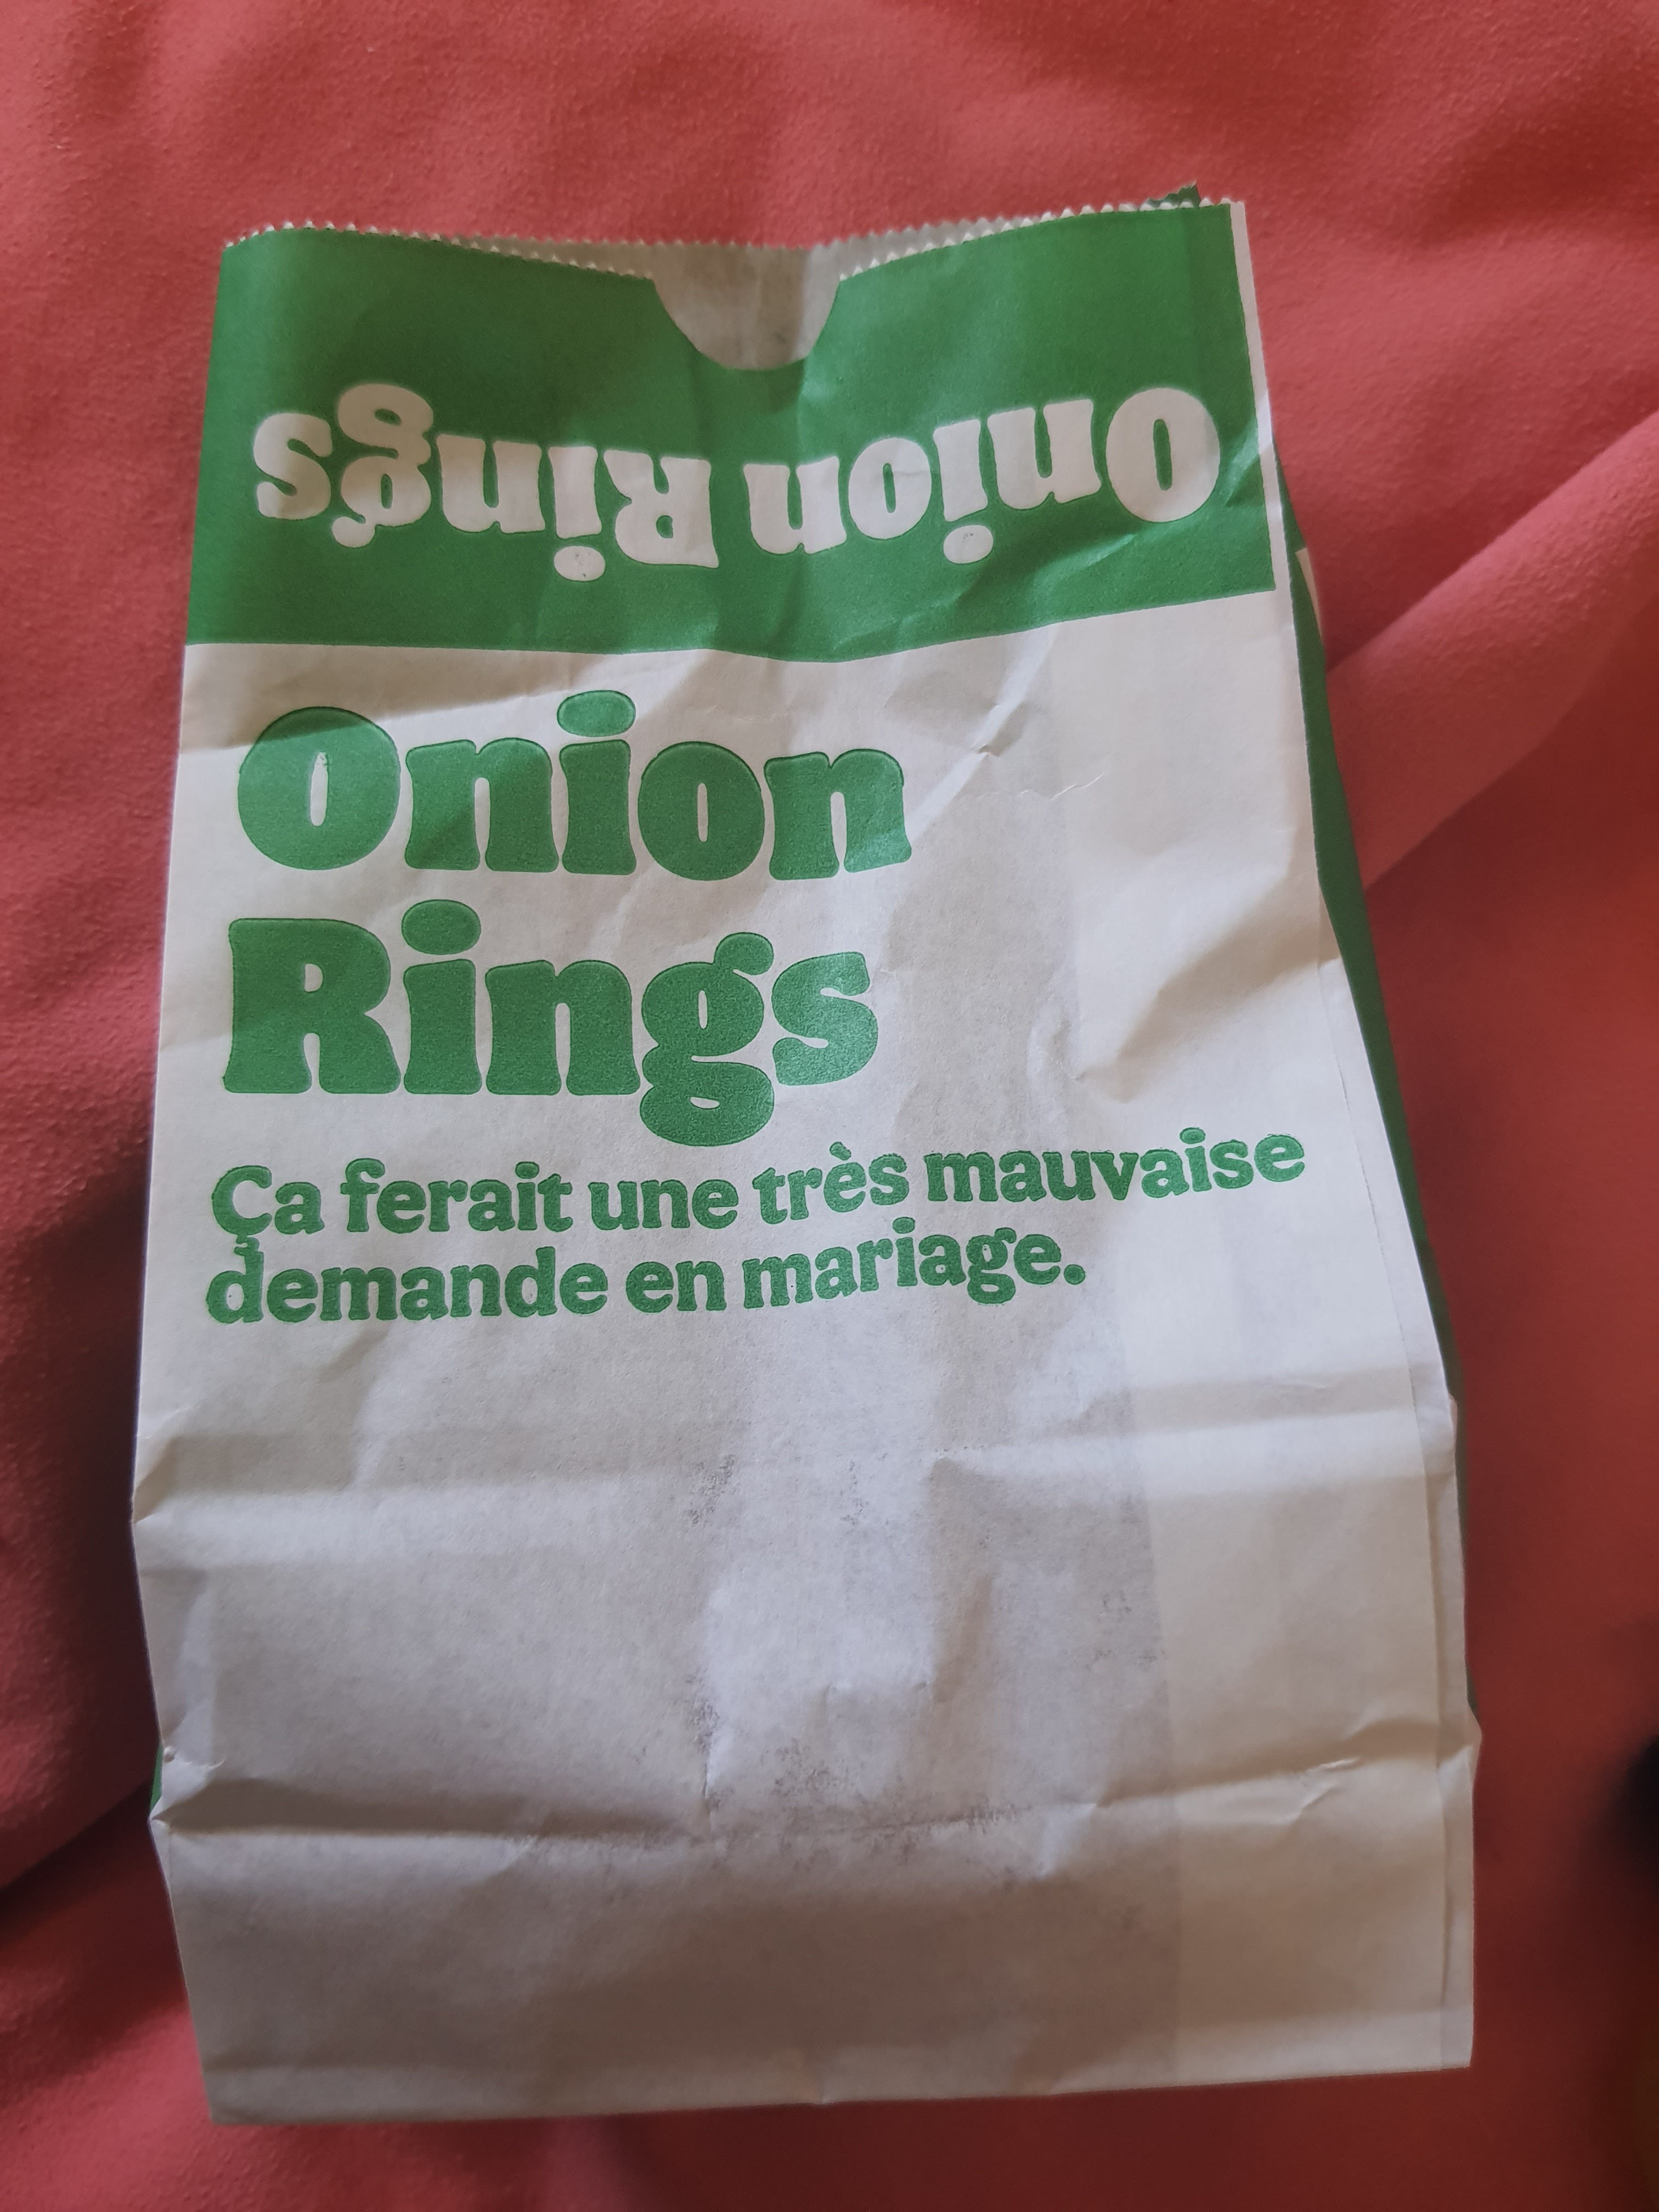 Onion Rings
Onion
Rings
Ça ferait une très mauvaise
demande en mariage.